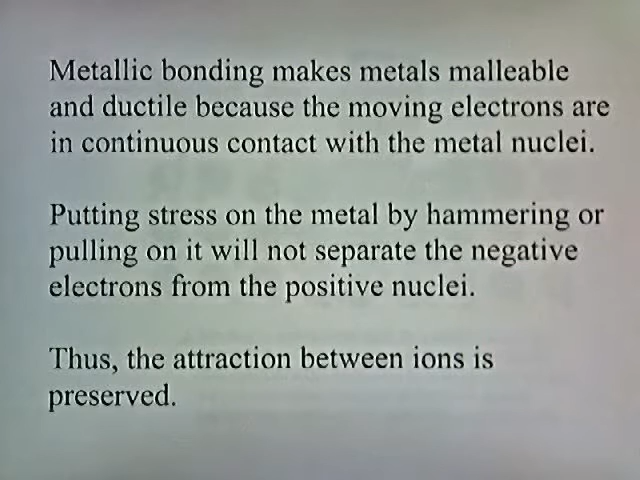 Metallic bonding makes metals malleable
and ductile because the moving electrons are
in continuous contact with the metal nuclei.
Putting stress on the metal by hammering or
pulling on it will not separate the negative
electrons from the positive nuclei.
Thus, the attraction between ions is
preserved.